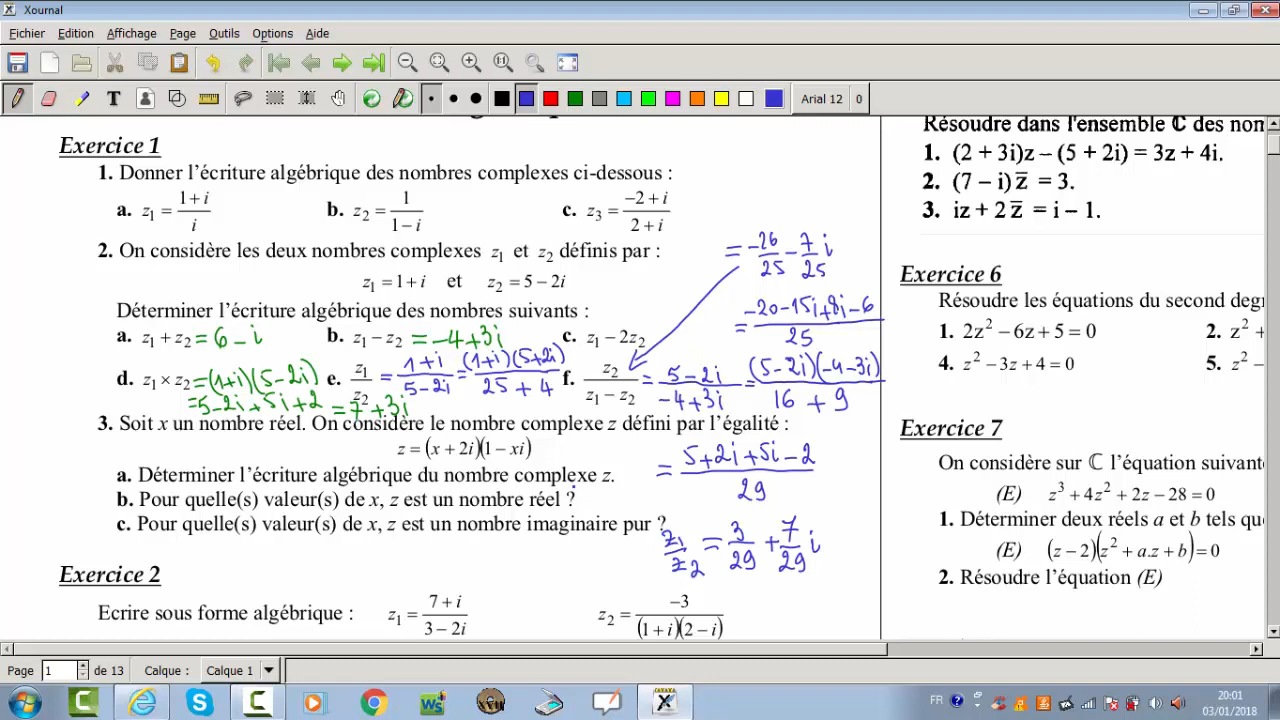 Xournal
Fichier Edition Affichage Page Outils Options Aide
Arial 12 0
Exercice 1
1. Donner l'écriture algébrique des nombres complexes ci-dessous :
a. z₁ = (1 + i)/i b. z₂ = 1/(1 − i) c. z₃ = (−2 + i)/(2 + i)
2. On considère les deux nombres complexes z₁ et z₂ définis par :
z₁ = 1 + i et z₂ = 5 − 2i
Déterminer l'écriture algébrique des nombres suivants :
a. z₁ + z₂ = 6 − i b. z₁ − z₂ = −4 + 3i c. z₁ − 2z₂
d. z₁ × z₂ = (1+i)(5−2i) e. z₁/z₂ = (1+i)/(5−2i) = (1+i)(5+2i)/(25+4) f. z₂/(z₁ − z₂) = (5−2i)/(−4+3i) = (5−2i)(−4−3i)/(16+9)
= 5−2i+5i+2 = 7+3i
= (−20−15i+8i−6)/25
= −26/25 − 7/25 i
3. Soit x un nombre réel. On considère le nombre complexe z défini par l'égalité :
z = (x + 2i)(1 − xi)
a. Déterminer l'écriture algébrique du nombre complexe z.
b. Pour quelle(s) valeur(s) de x, z est un nombre réel ?
c. Pour quelle(s) valeur(s) de x, z est un nombre imaginaire pur ?
= (5+2i+5i−2)/29
z₁/z₂ = 3/29 + 7/29 i
Exercice 2
Ecrire sous forme algébrique : z₁ = (7 + i)/(3 − 2i) z₂ = −3/((1 + i)(2 − i))
Résoudre dans l'ensemble ℂ des nom
1. (2 + 3i)z − (5 + 2i) = 3z + 4i.
2. (7 − i) z̅ = 3.
3. iz + 2 z̅ = i − 1.
Exercice 6
Résoudre les équations du second degr
1. 2z² − 6z + 5 = 0 2. z² +
4. z² − 3z + 4 = 0 5. z² −
Exercice 7
On considère sur ℂ l'équation suivant
(E) z³ + 4z² + 2z − 28 = 0
1. Déterminer deux réels a et b tels que
(E) (z − 2)(z² + a.z + b) = 0
2. Résoudre l'équation (E)
Page 1 de 13 Calque : Calque 1
FR 20:01
03/01/2018